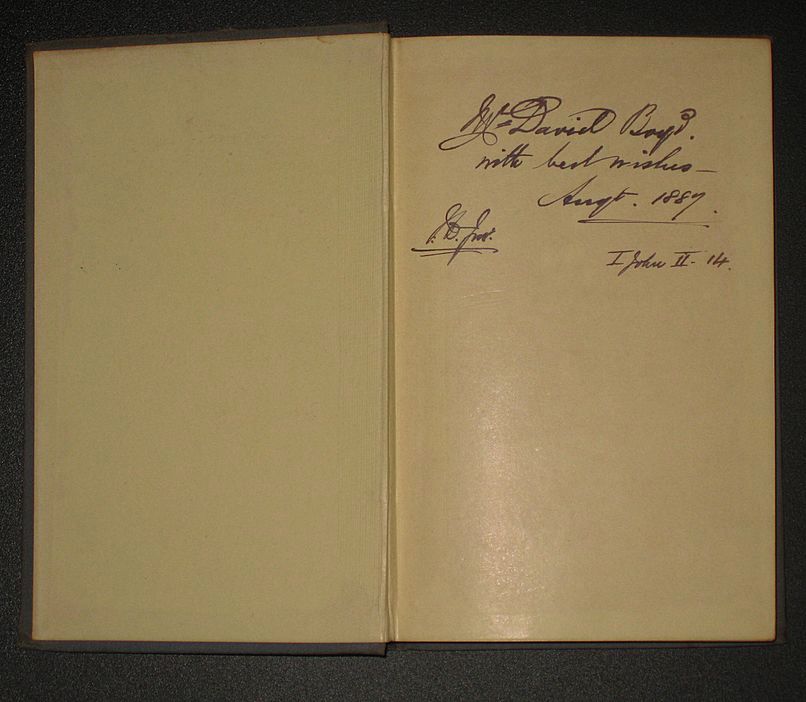 Mr David Boyd.
with best wishes—
Augt. 1887.
I John II - 14.